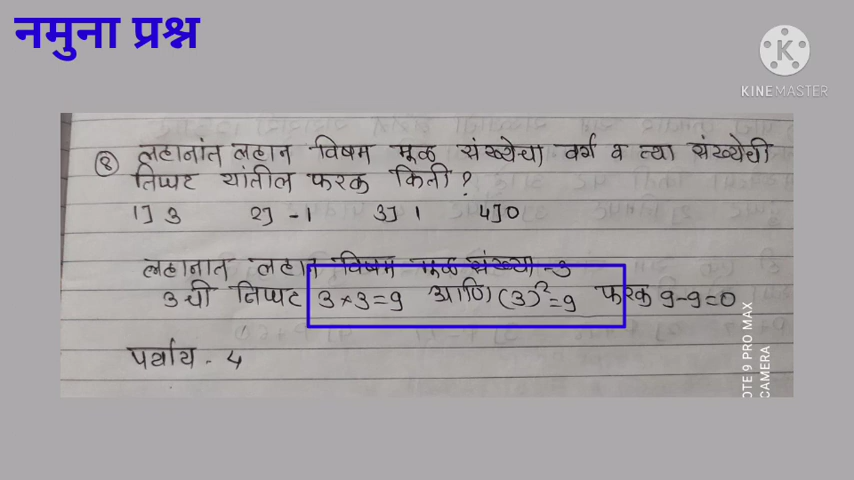 नमुना प्रश्न
KINEMASTER
⑧ लहानांत लहान विषम मूळ संख्येचा वर्ग व त्या संख्येची
तिप्पट यांतील फरक किती?
1] 3 2] -1 3] 1 4] 0
लहानात लहान विषम मूळ संख्या - 3
3ची तिप्पट 3×3=9 आणि (3)²=9 फरक 9-9=0
पर्याय - 4
OTE 9 PRO MAX
CAMERA